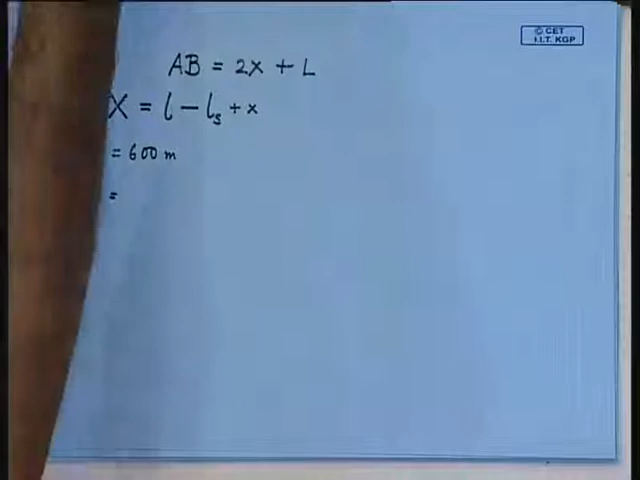 © CET
I.I.T. KGP
AB = 2x + L
X = l - lₛ + x
= 600 m
=